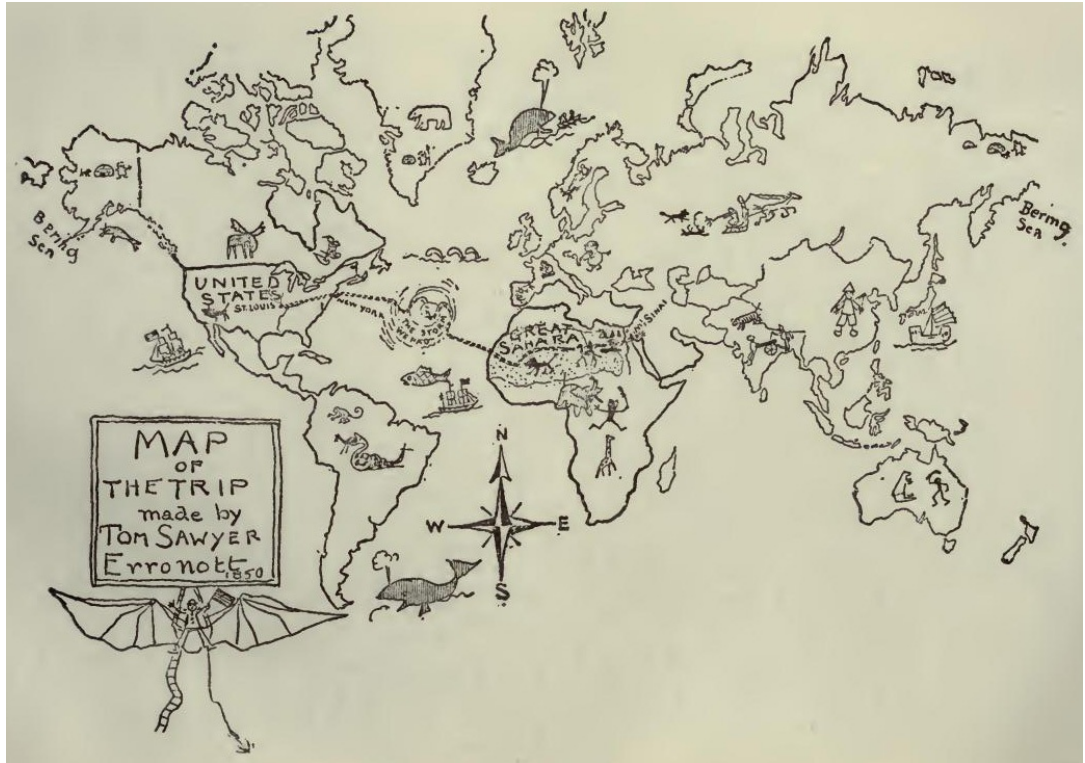 Bering
Sea
UNITED
STATES
ST. LOUIS
NEW YORK
THE STORM
GREAT
SAHARA
MT SINAI
Bering
Sea
MAP
OF
THE TRIP
made by
TOM SAWYER
Erronott
1850
N
W
E
S